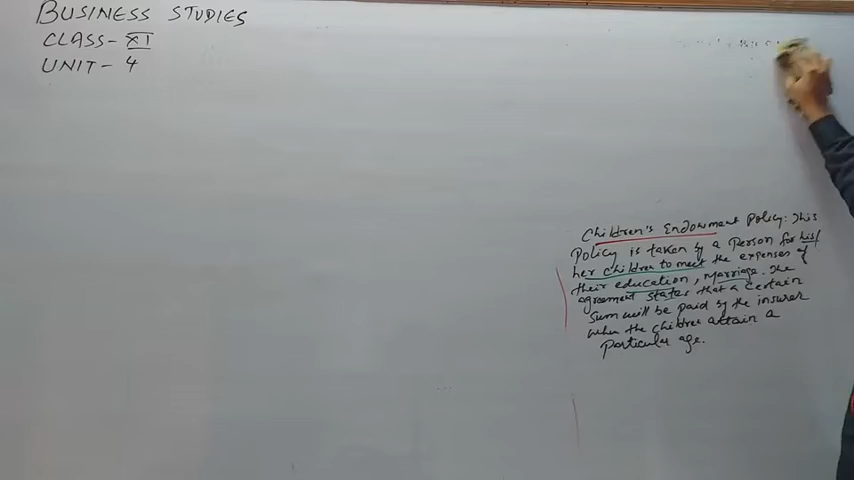 BUSINESS STUDIES
CLASS- XI
UNIT- 4
Children's Endowment Policy: This
Policy is taken by a Person for his/
her children to meet the expenses of
their education, Marriage. The
agreement states that a certain
Sum will be paid by the insurer
when the children attain a
particular age.